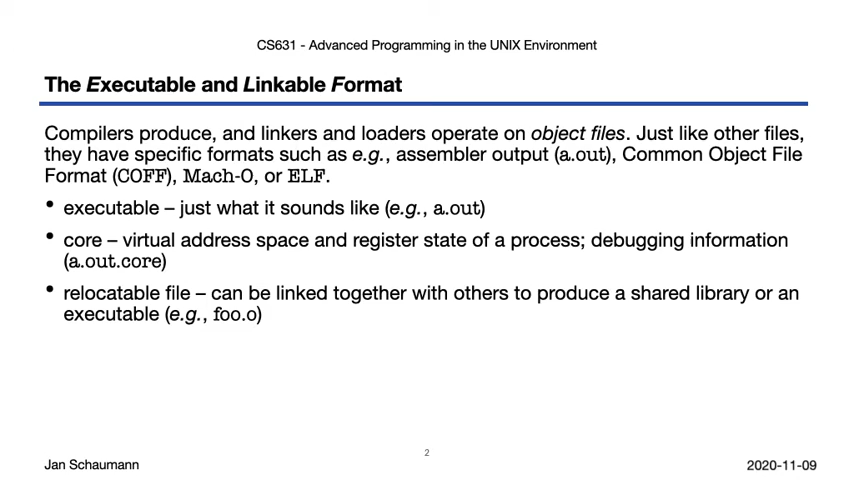 CS631 - Advanced Programming in the UNIX Environment
The Executable and Linkable Format
Compilers produce, and linkers and loaders operate on object files. Just like other files,
they have specific formats such as e.g., assembler output (a.out), Common Object File
Format (COFF), Mach-O, or ELF.
• executable – just what it sounds like (e.g., a.out)
• core – virtual address space and register state of a process; debugging information
(a.out.core)
• relocatable file – can be linked together with others to produce a shared library or an
executable (e.g., foo.o)
2
Jan Schaumann
2020-11-09